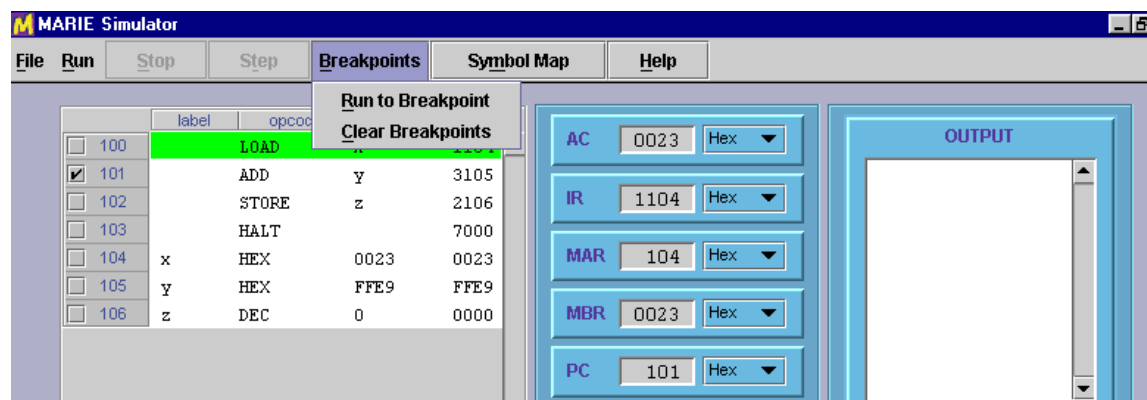 MARIE Simulator
File Run Stop Step Breakpoints Symbol Map Help
Run to Breakpoint
Clear Breakpoints
label
100 LOAD
101 ADD y 3105
102 STORE z 2106
103 HALT 7000
104 x HEX 0023 0023
105 y HEX FFE9 FFE9
106 z DEC 0 0000
AC 0023 Hex
IR 1104 Hex
MAR 104 Hex
MBR 0023 Hex
PC 101 Hex
OUTPUT